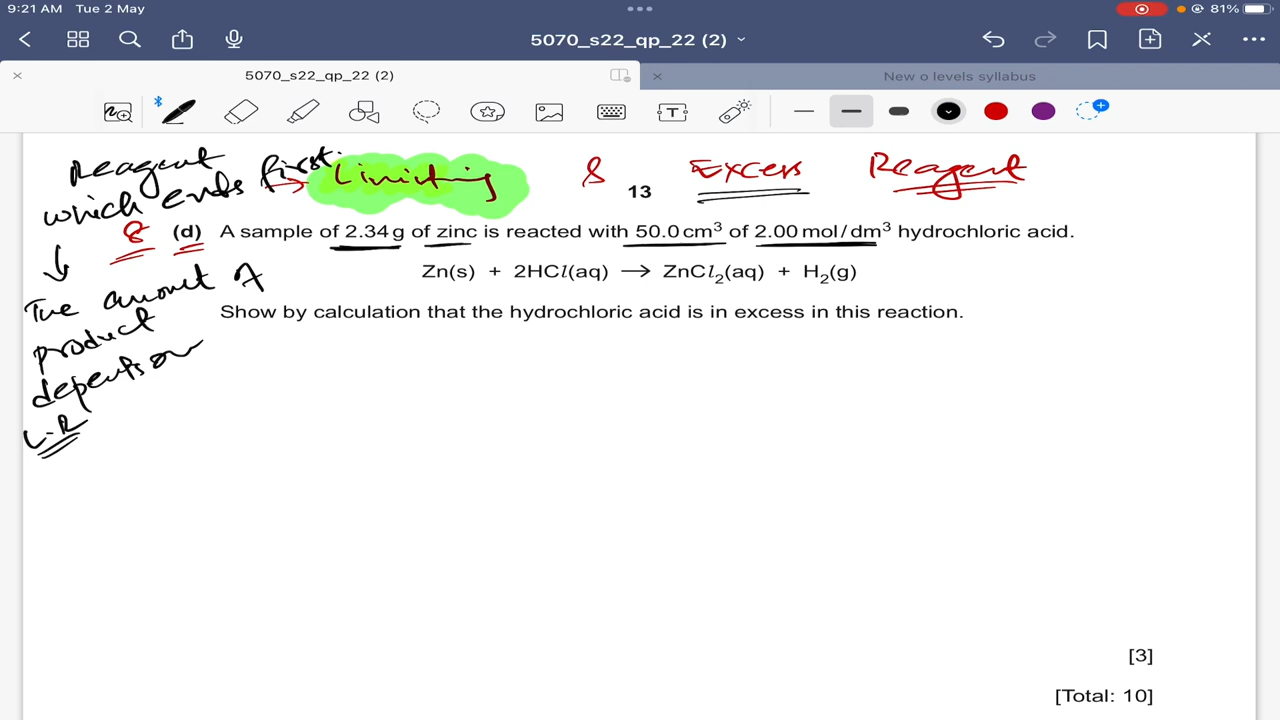 9:21 AM Tue 2 May
81%
5070_s22_qp_22 (2)
5070_s22_qp_22 (2)
New o levels syllabus
Reagent
which ends first.
Limiting & Excess Reagent
13
8 (d) A sample of 2.34 g of zinc is reacted with 50.0 cm³ of 2.00 mol/dm³ hydrochloric acid.
Zn(s) + 2HCl(aq) → ZnCl₂(aq) + H₂(g)
Show by calculation that the hydrochloric acid is in excess in this reaction.
The amount of
product
depends on
L.R
[3]
[Total: 10]